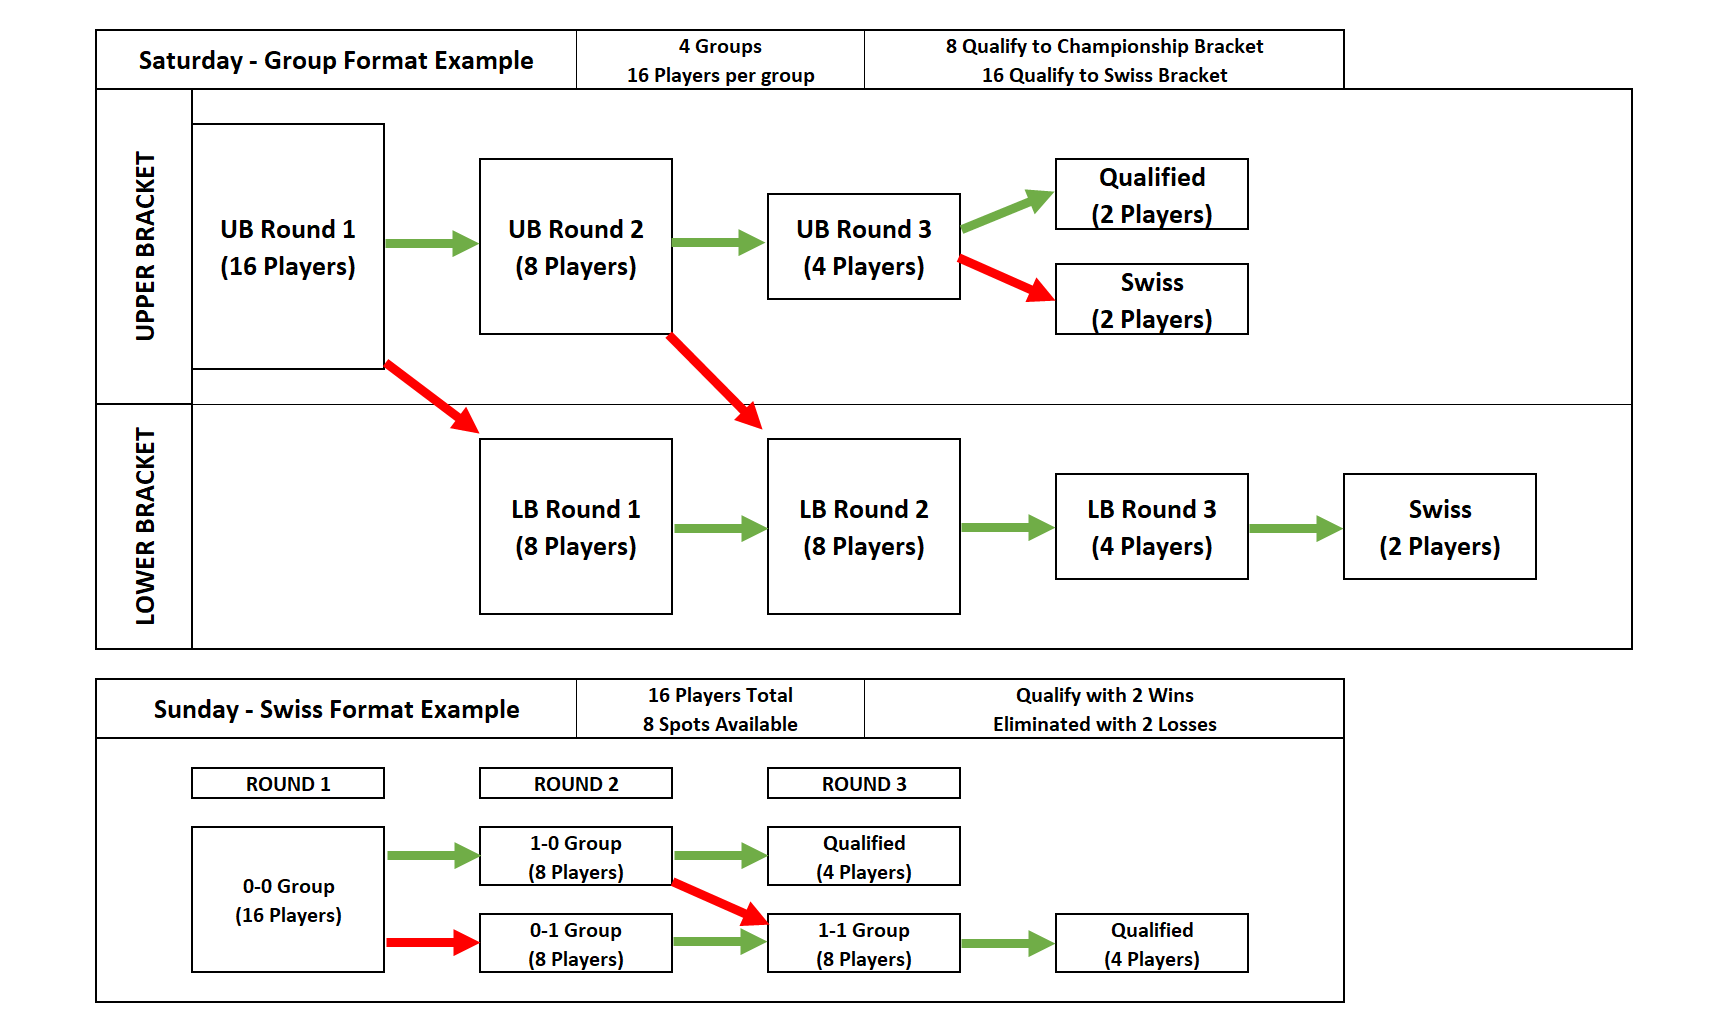 Saturday - Group Format Example
4 Groups
16 Players per group
8 Qualify to Championship Bracket
16 Qualify to Swiss Bracket
UPPER BRACKET
UB Round 1
(16 Players)
UB Round 2
(8 Players)
UB Round 3
(4 Players)
Qualified
(2 Players)
Swiss
(2 Players)
LOWER BRACKET
LB Round 1
(8 Players)
LB Round 2
(8 Players)
LB Round 3
(4 Players)
Swiss
(2 Players)
Sunday - Swiss Format Example
16 Players Total
8 Spots Available
Qualify with 2 Wins
Eliminated with 2 Losses
ROUND 1
ROUND 2
ROUND 3
0-0 Group
(16 Players)
1-0 Group
(8 Players)
Qualified
(4 Players)
0-1 Group
(8 Players)
1-1 Group
(8 Players)
Qualified
(4 Players)